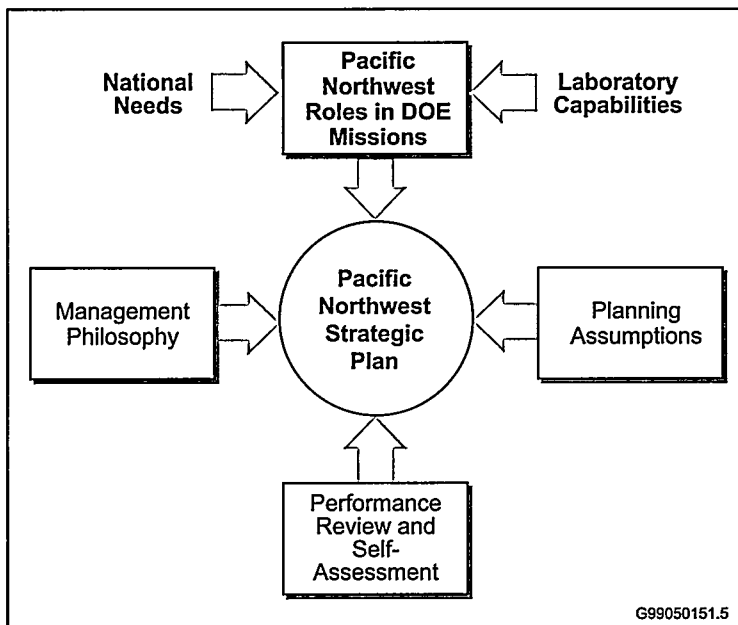 Pacific
Northwest
Roles in DOE
Missions
National
Needs
Laboratory
Capabilities
Pacific
Northwest
Strategic
Plan
Management
Philosophy
Planning
Assumptions
Performance
Review and
Self-
Assessment
G99050151.5